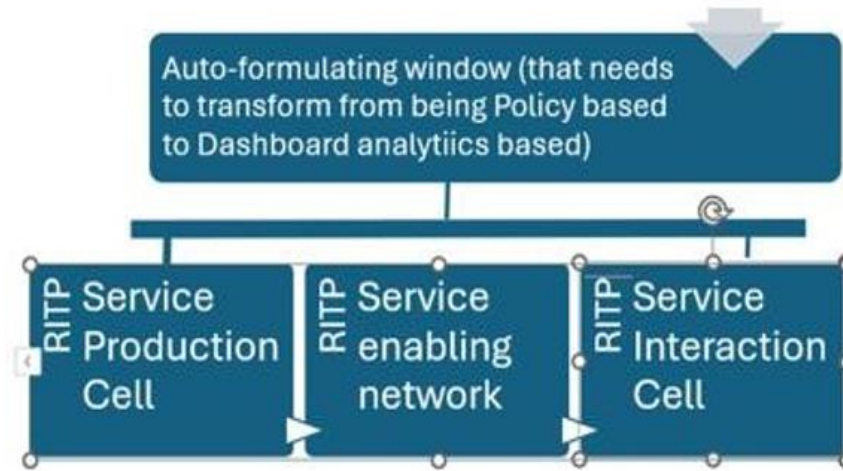 Auto-formulating window (that needs
to transform from being Policy based
to Dashboard analytiics based)
RITP
Service
Production
Cell
RITP
Service
enabling
network
RITP
Service
Interaction
Cell